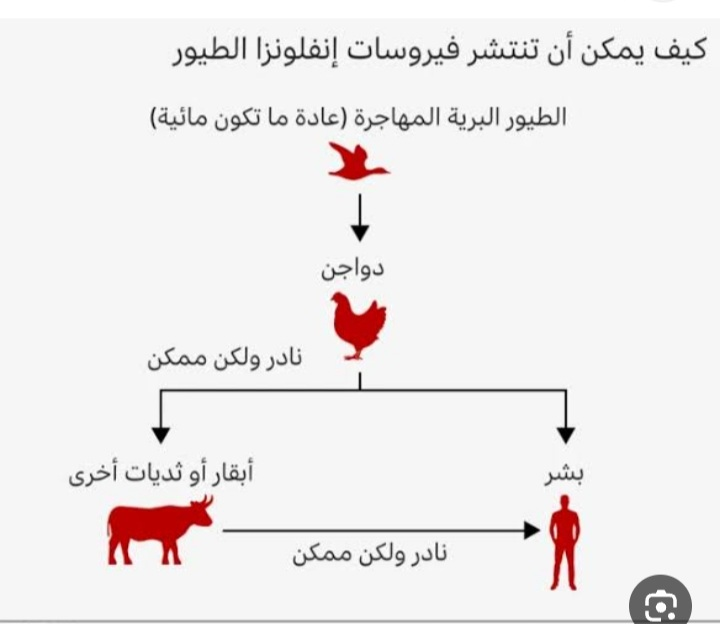 كيف يمكن أن تنتشر فيروسات إنفلونزا الطيور
الطيور البرية المهاجرة (عادة ما تكون مائية)
دواجن
نادر ولكن ممكن
بشر
أبقار أو ثديات أخرى
نادر ولكن ممكن